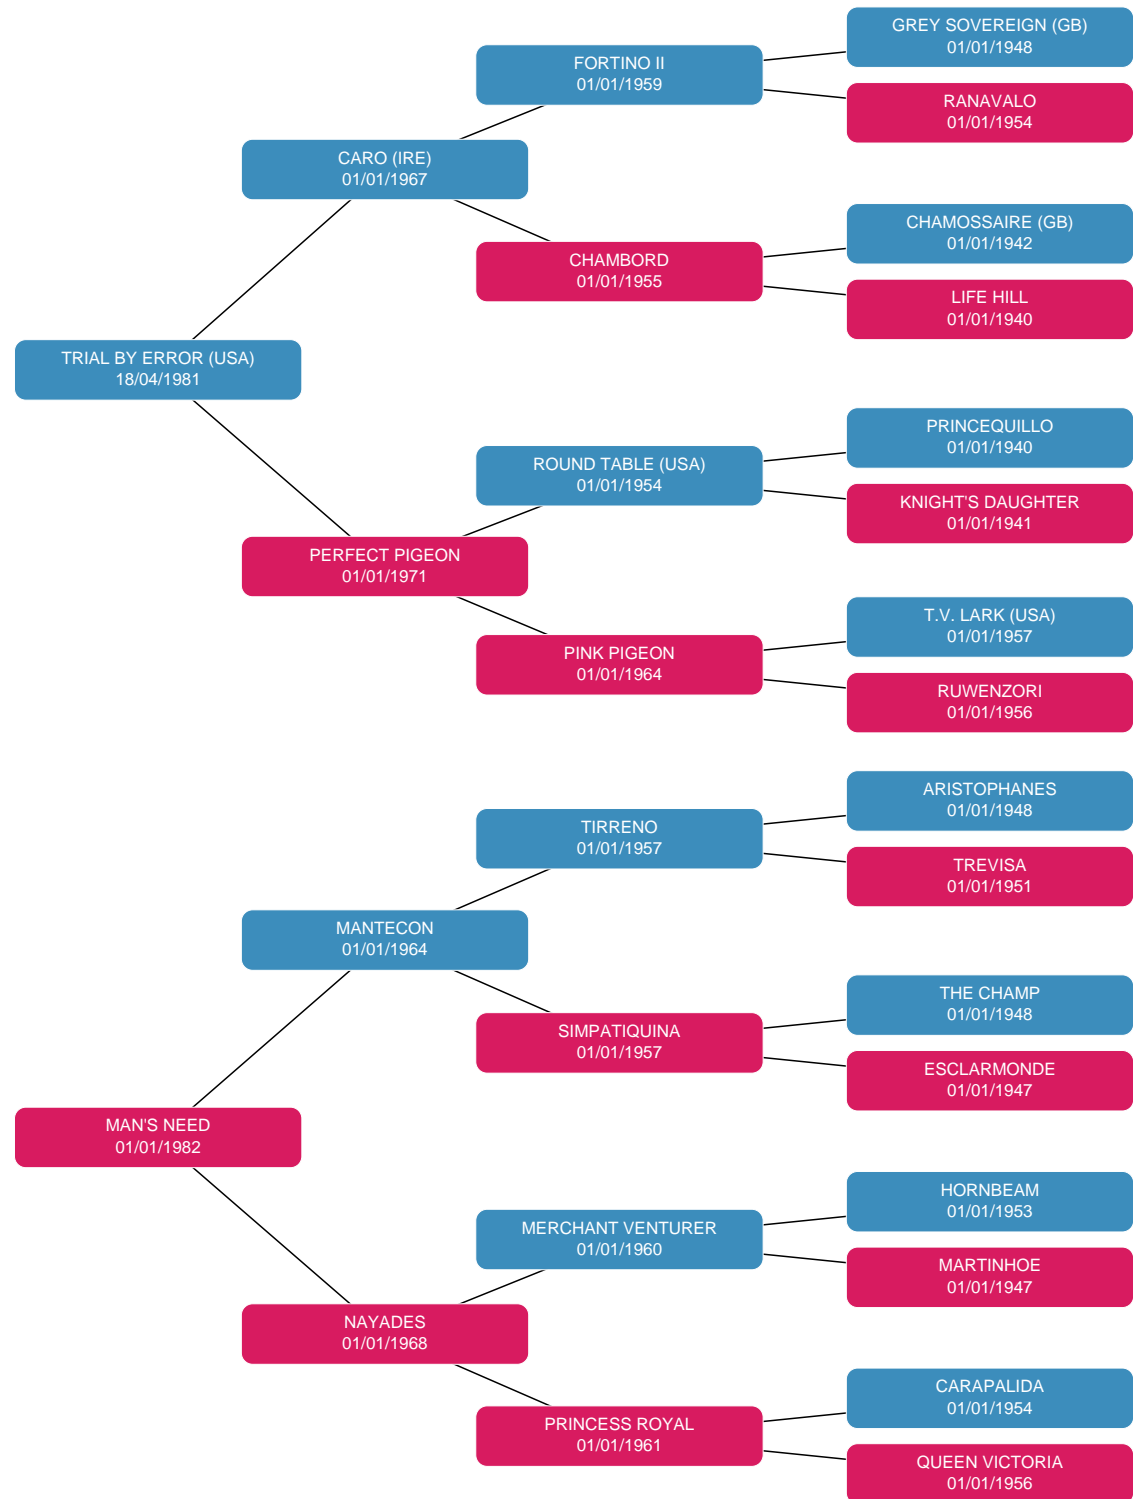 GREY SOVEREIGN (GB)
01/01/1948
FORTINO II
01/01/1959
RANAVALO
01/01/1954
CARO (IRE)
01/01/1967
CHAMOSSAIRE (GB)
01/01/1942
CHAMBORD
01/01/1955
LIFE HILL
01/01/1940
TRIAL BY ERROR (USA)
18/04/1981
PRINCEQUILLO
01/01/1940
ROUND TABLE (USA)
01/01/1954
KNIGHT'S DAUGHTER
01/01/1941
PERFECT PIGEON
01/01/1971
T.V. LARK (USA)
01/01/1957
PINK PIGEON
01/01/1964
RUWENZORI
01/01/1956
ARISTOPHANES
01/01/1948
TIRRENO
01/01/1957
TREVISA
01/01/1951
MANTECON
01/01/1964
THE CHAMP
01/01/1948
SIMPATIQUINA
01/01/1957
ESCLARMONDE
01/01/1947
MAN'S NEED
01/01/1982
HORNBEAM
01/01/1953
MERCHANT VENTURER
01/01/1960
MARTINHOE
01/01/1947
NAYADES
01/01/1968
CARAPALIDA
01/01/1954
PRINCESS ROYAL
01/01/1961
QUEEN VICTORIA
01/01/1956